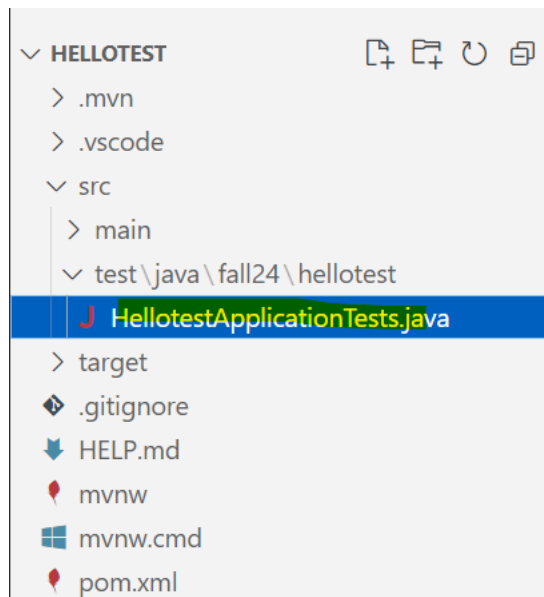 HELLOTEST
.mvn
.vscode
src
main
test\java\fall24\hellotest
J HellotestApplicationTests.java
target
.gitignore
HELP.md
mvnw
mvnw.cmd
pom.xml